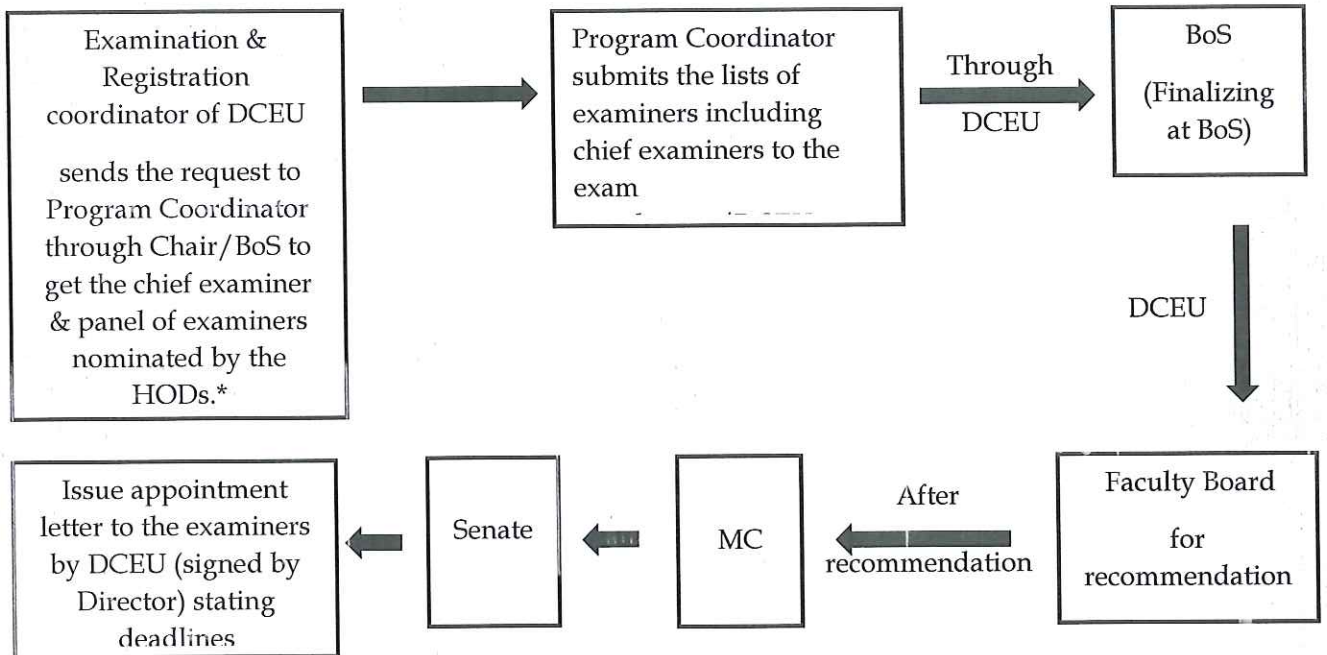 Examination &
Registration
coordinator of DCEU
sends the request to
Program Coordinator
through Chair/BoS to
get the chief examiner
& panel of examiners
nominated by the
HODs.*
Program Coordinator
submits the lists of
examiners including
chief examiners to the
exam
Through
DCEU
BoS
(Finalizing
at BoS)
DCEU
Faculty Board
for
recommendation
After
recommendation
MC
Senate
Issue appointment
letter to the examiners
by DCEU (signed by
Director) stating
deadlines